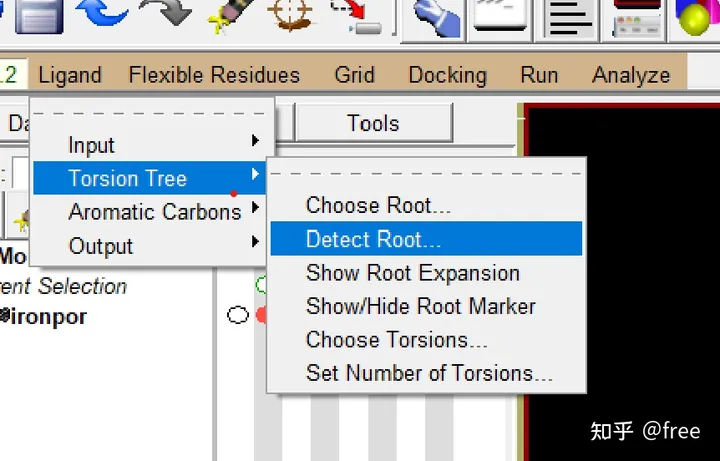 .2 Ligand Flexible Residues Grid Docking Run Analyze
Da
Tools
Input
Torsion Tree
Aromatic Carbons
Output
Choose Root...
Detect Root...
Show Root Expansion
Show/Hide Root Marker
Choose Torsions...
Set Number of Torsions...
:
Mo
rent Selection
ironpor
知乎 @free